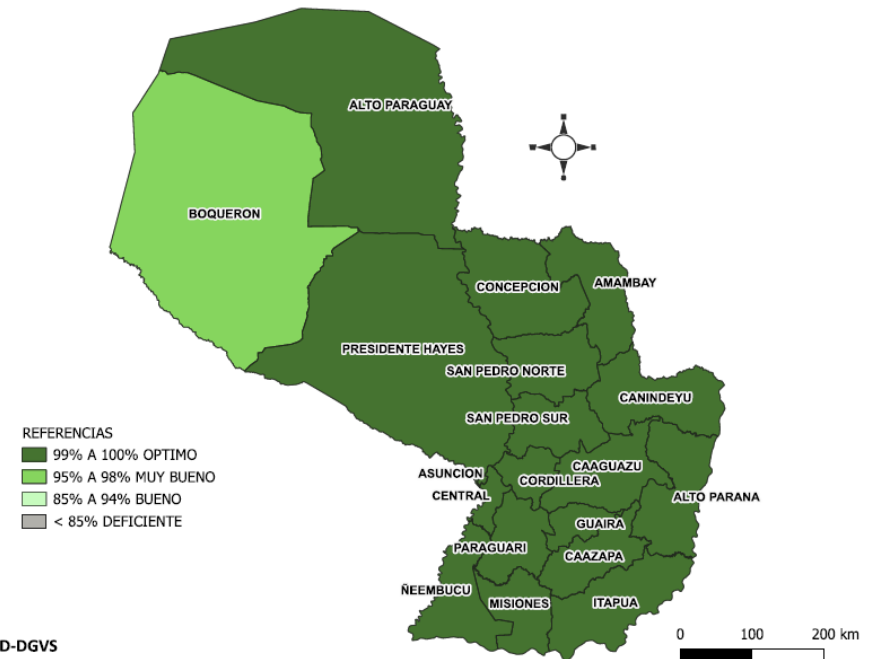 ALTO PARAGUAY
BOQUERON
CONCEPCION
AMAMBAY
PRESIDENTE HAYES
SAN PEDRO NORTE
CANINDEYU
SAN PEDRO SUR
REFERENCIAS
99% A 100% OPTIMO
95% A 98% MUY BUENO
85% A 94% BUENO
< 85% DEFICIENTE
ASUNCION
CAAGUAZU
CORDILLERA
CENTRAL
ALTO PARANA
GUAIRA
PARAGUARI
CAAZAPA
ÑEEMBUCU
MISIONES
ITAPUA
D-DGVS
0 100 200 km